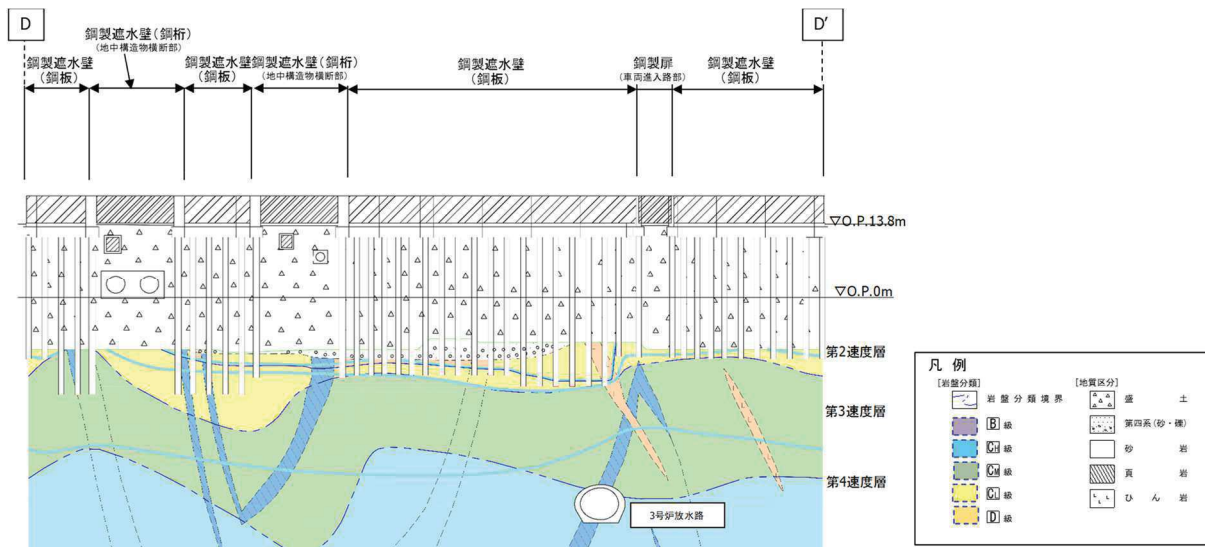 D
D′
鋼製遮水壁(鋼桁)
(地中構造物横断部)
鋼製遮水壁
(鋼板)
鋼製遮水壁
(鋼板)
鋼製遮水壁(鋼桁)
(地中構造物横断部)
鋼製遮水壁
(鋼板)
鋼製扉
(車両進入路部)
鋼製遮水壁
(鋼板)
▽O.P.13.8m
▽O.P.0m
第2速度層
第3速度層
第4速度層
3号炉放水路
凡 例
[岩盤分類]
岩盤分類境界
B 級
CH 級
CM 級
CL 級
D 級
[地質区分]
盛 土
第四系(砂・礫)
砂 岩
頁 岩
ひん岩